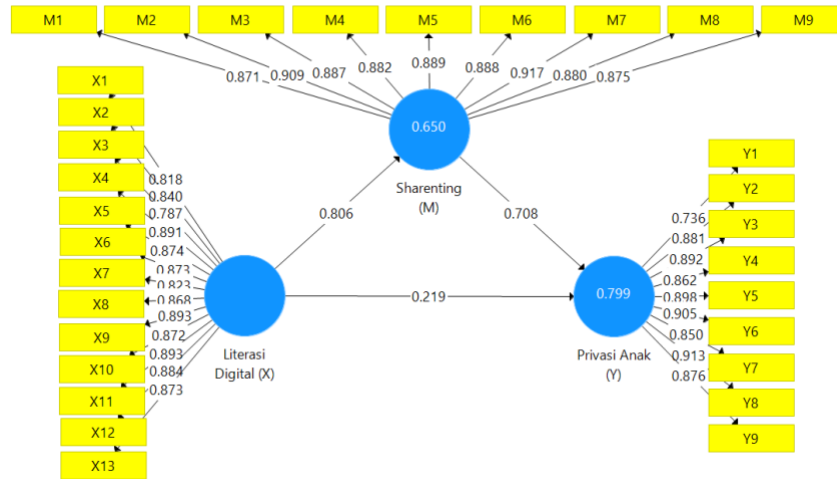 M1 M2 M3 M4 M5 M6 M7 M8 M9
0.871 0.909 0.887 0.882 0.889 0.888 0.917 0.880 0.875
X1
X2
X3
X4
X5
X6
X7
X8
X9
X10
X11
X12
X13
0.818
0.840
0.787
0.891
0.874
0.873
0.823
0.868
0.893
0.872
0.893
0.884
0.873
0.650
Sharenting
(M)
0.806
0.708
0.219
Literasi
Digital (X)
0.799
Privasi Anak
(Y)
0.736
0.881
0.892
0.862
0.898
0.905
0.850
0.913
0.876
Y1
Y2
Y3
Y4
Y5
Y6
Y7
Y8
Y9